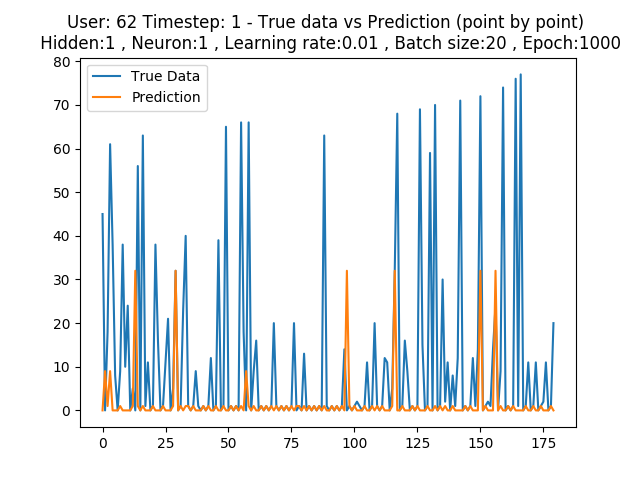 User: 62 Timestep: 1 - True data vs Prediction (point by point)
Hidden:1 , Neuron:1 , Learning rate:0.01 , Batch size:20 , Epoch:1000
True Data
Prediction
80
70
60
50
40
30
20
10
0
0 25 50 75 100 125 150 175